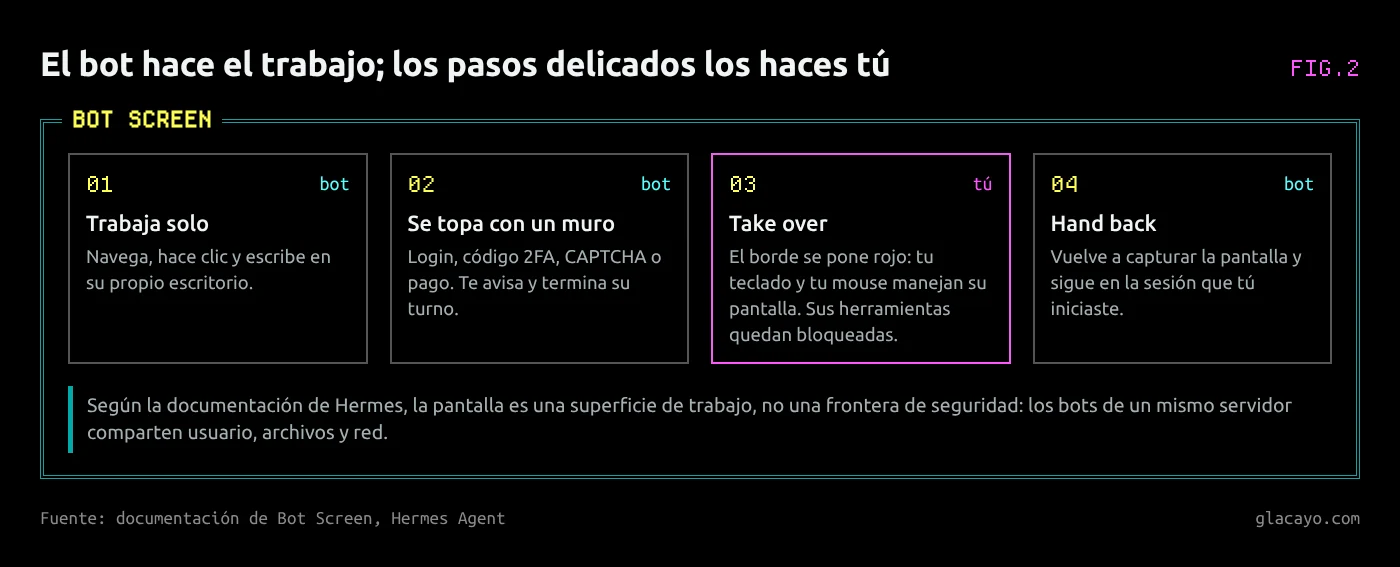 El bot hace el trabajo; los pasos delicados los haces tú
FIG.2
BOT SCREEN
01
bot
Trabaja solo
Navega, hace clic y escribe en
su propio escritorio.
02
bot
Se topa con un muro
Login, código 2FA, CAPTCHA o
pago. Te avisa y termina su
turno.
03
tú
Take over
El borde se pone rojo: tu
teclado y tu mouse manejan su
pantalla. Sus herramientas
quedan bloqueadas.
04
bot
Hand back
Vuelve a capturar la pantalla y
sigue en la sesión que tú
iniciaste.
Según la documentación de Hermes, la pantalla es una superficie de trabajo, no una frontera de seguridad: los bots de un mismo servidor
comparten usuario, archivos y red.
Fuente: documentación de Bot Screen, Hermes Agent
glacayo.com